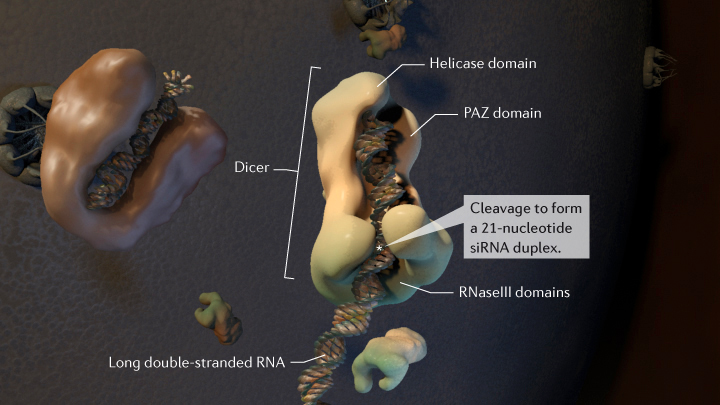 Helicase domain
PAZ domain
Dicer
Cleavage to form
a 21-nucleotide
siRNA duplex.
*
RNaseIII domains
Long double-stranded RNA